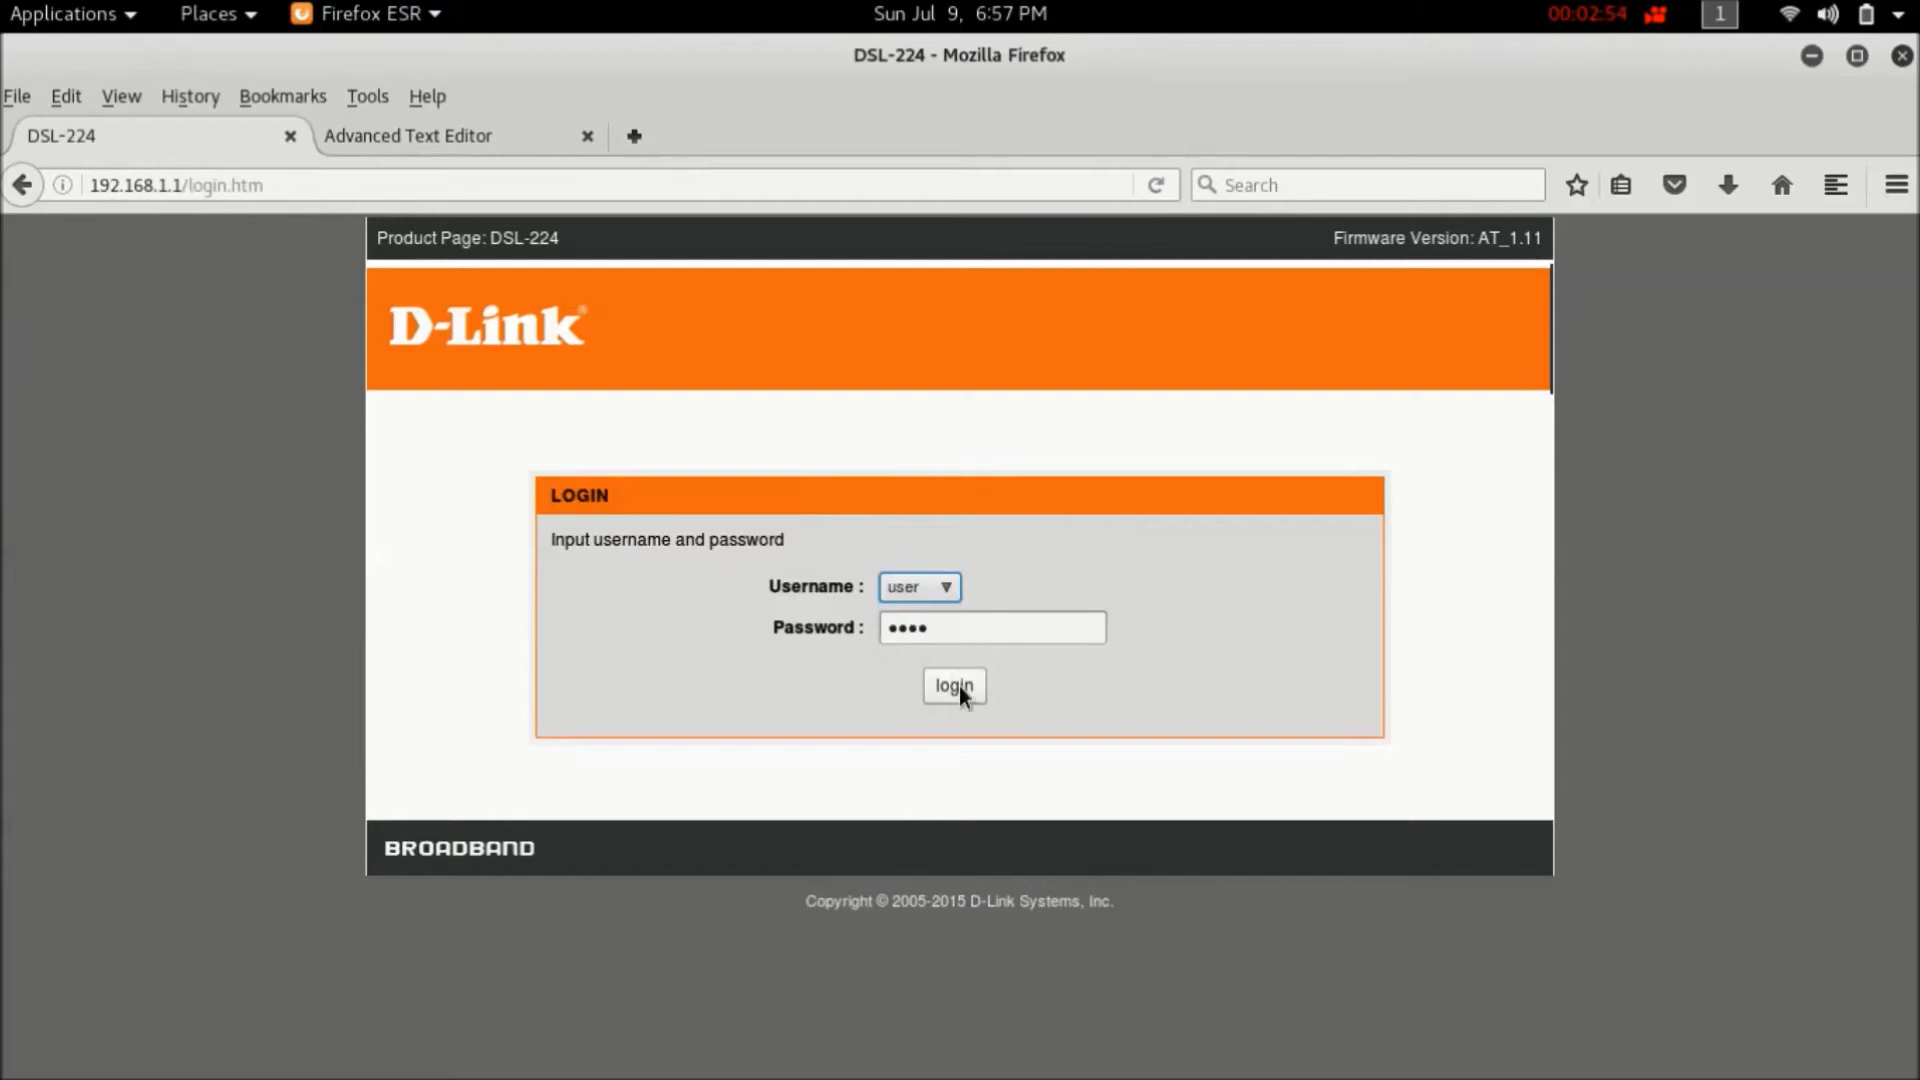 Applications Places Firefox ESR Sun Jul 9, 6:57 PM 00:02:54 1
DSL-224 - Mozilla Firefox
File Edit View History Bookmarks Tools Help
DSL-224 Advanced Text Editor
192.168.1.1/login.htm Search
Product Page: DSL-224 Firmware Version: AT_1.11
D-Link®
LOGIN
Input username and password
Username : user
Password : ••••
login
BROADBAND
Copyright © 2005-2015 D-Link Systems, Inc.